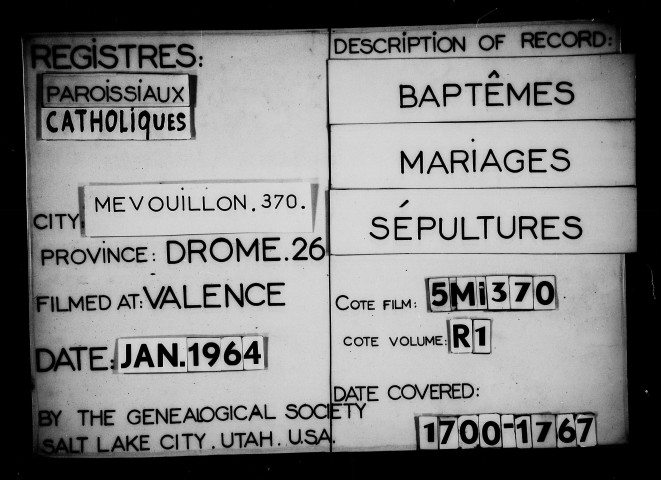 REGISTRES:
PAROISSIAUX
CATHOLIQUES
CITY: MEVOUILLON.370.
PROVINCE: DROME.26
FILMED AT: VALENCE
DATE: JAN.1964
BY THE GENEALOGICAL SOCIETY
SALT LAKE CITY. UTAH. U.S.A.
DESCRIPTION OF RECORD:
BAPTÊMES
MARIAGES
SÉPULTURES
COTE FILM: 5Mi370
COTE VOLUME: R1
DATE COVERED:
1700-1767